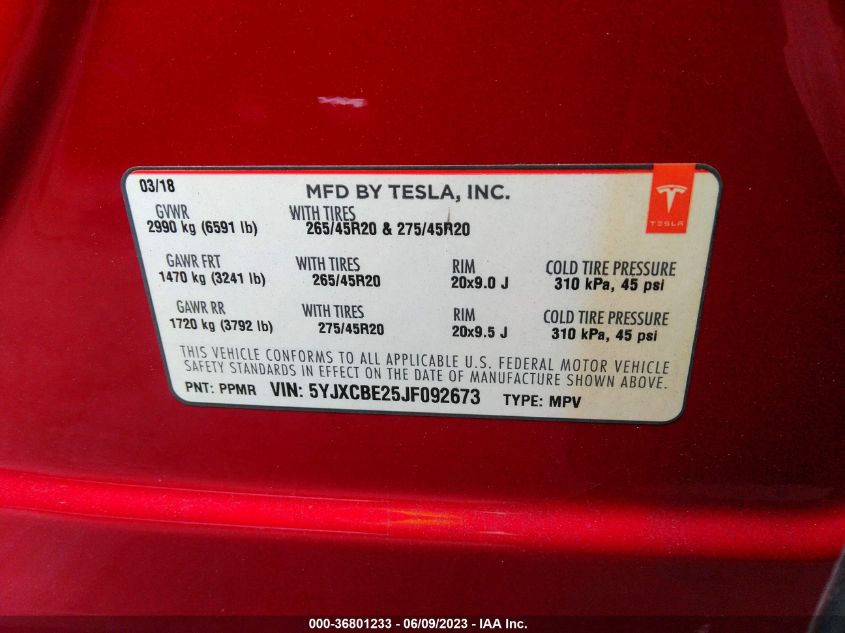 03/18 MFD BY TESLA, INC.
TESLA
GVWR WITH TIRES
2990 kg (6591 lb) 265/45R20 & 275/45R20
GAWR FRT WITH TIRES RIM COLD TIRE PRESSURE
1470 kg (3241 lb) 265/45R20 20x9.0 J 310 kPa, 45 psi
GAWR RR WITH TIRES RIM COLD TIRE PRESSURE
1720 kg (3792 lb) 275/45R20 20x9.5 J 310 kPa, 45 psi
THIS VEHICLE CONFORMS TO ALL APPLICABLE U.S. FEDERAL MOTOR VEHICLE
SAFETY STANDARDS IN EFFECT ON THE DATE OF MANUFACTURE SHOWN ABOVE.
PNT: PPMR VIN: 5YJXCBE25JF092673 TYPE: MPV
000-36801233 - 06/09/2023 - IAA Inc.